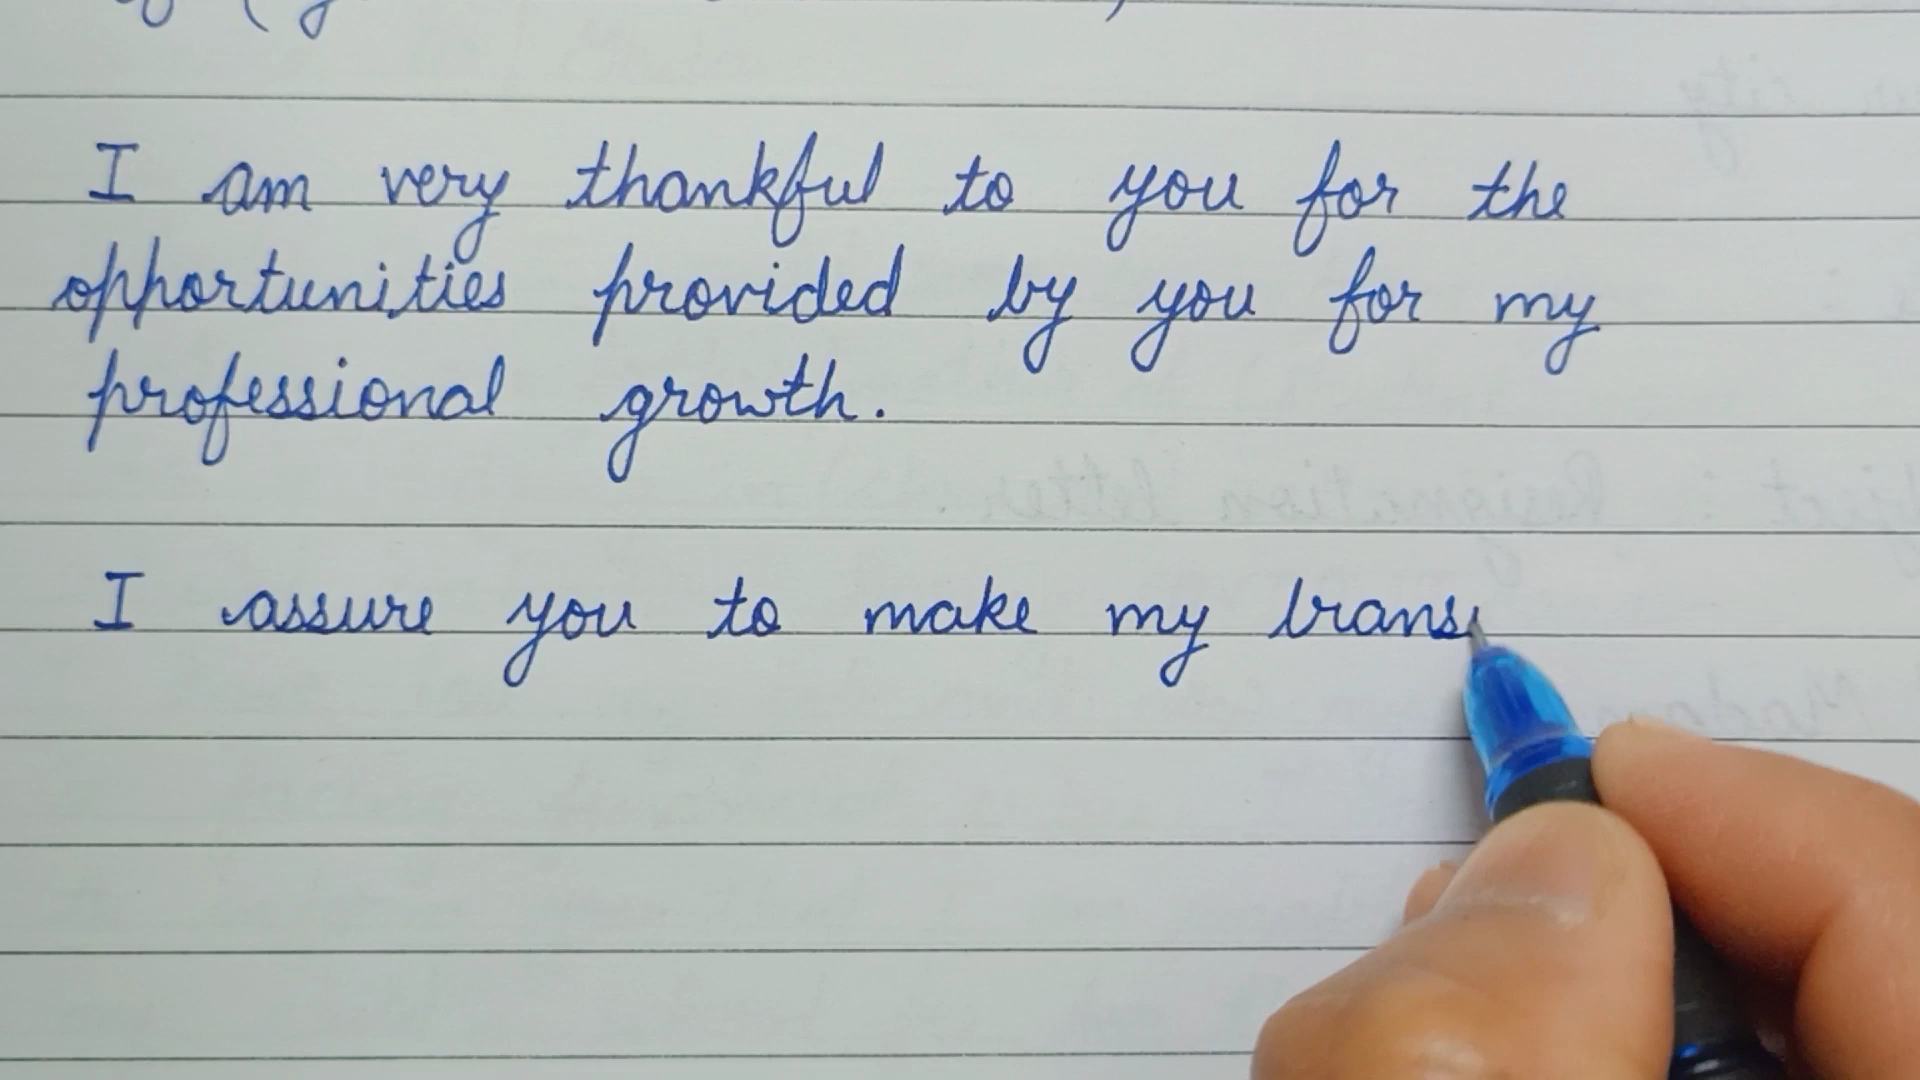 I am very thankful to you for the
opportunities provided by you for my
professional growth.
I assure you to make my trans